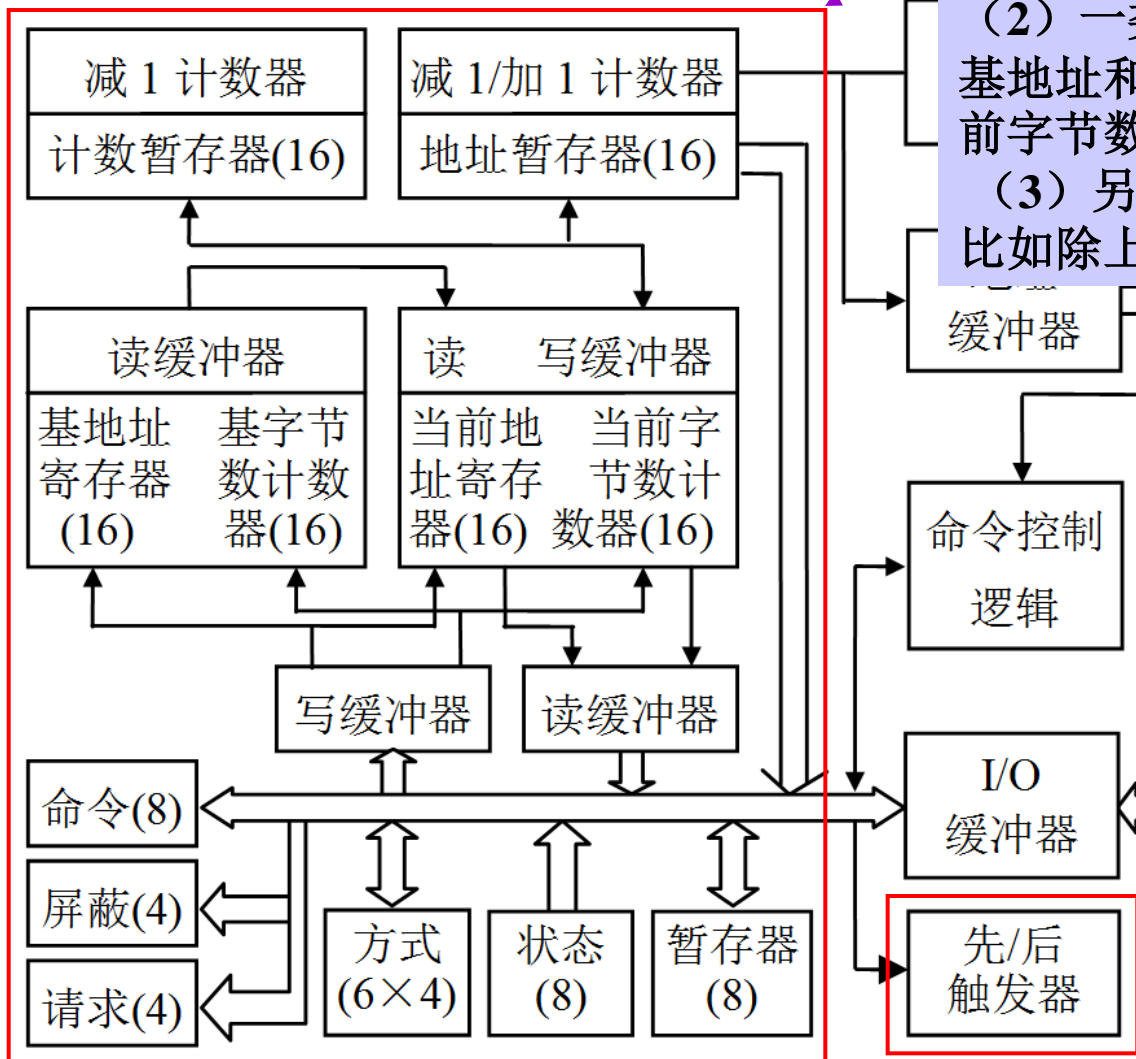 减 1 计数器
计数暂存器(16)
减 1/加 1 计数器
地址暂存器(16)
(2)一
基地址和
前字节数
(3)另
比如除上
缓冲器
读缓冲器
基地址 基字节
寄存器 数计数
(16) 器(16)
读 写缓冲器
当前地 当前字
址寄存 节数计
器(16) 数器(16)
命令控制
逻辑
写缓冲器
读缓冲器
命令(8)
屏蔽(4)
请求(4)
方式
(6×4)
状态
(8)
暂存器
(8)
I/O
缓冲器
先/后
触发器